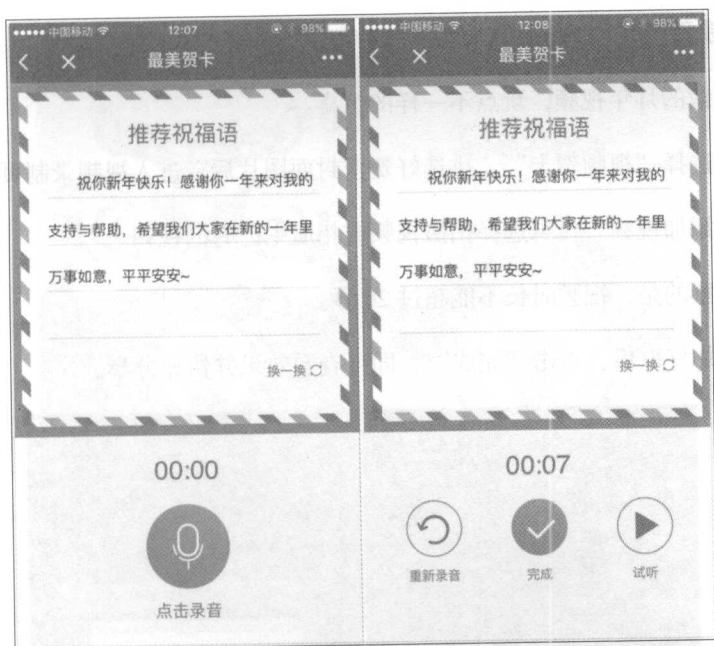 中国移动 12:07 98%
最美贺卡
推荐祝福语
祝你新年快乐！感谢你一年来对我的
支持与帮助，希望我们大家在新的一年里
万事如意，平平安安~
换一换
00:00
点击录音
中国移动 12:08 98%
最美贺卡
推荐祝福语
祝你新年快乐！感谢你一年来对我的
支持与帮助，希望我们大家在新的一年里
万事如意，平平安安~
换一换
00:07
重新录音 完成 试听